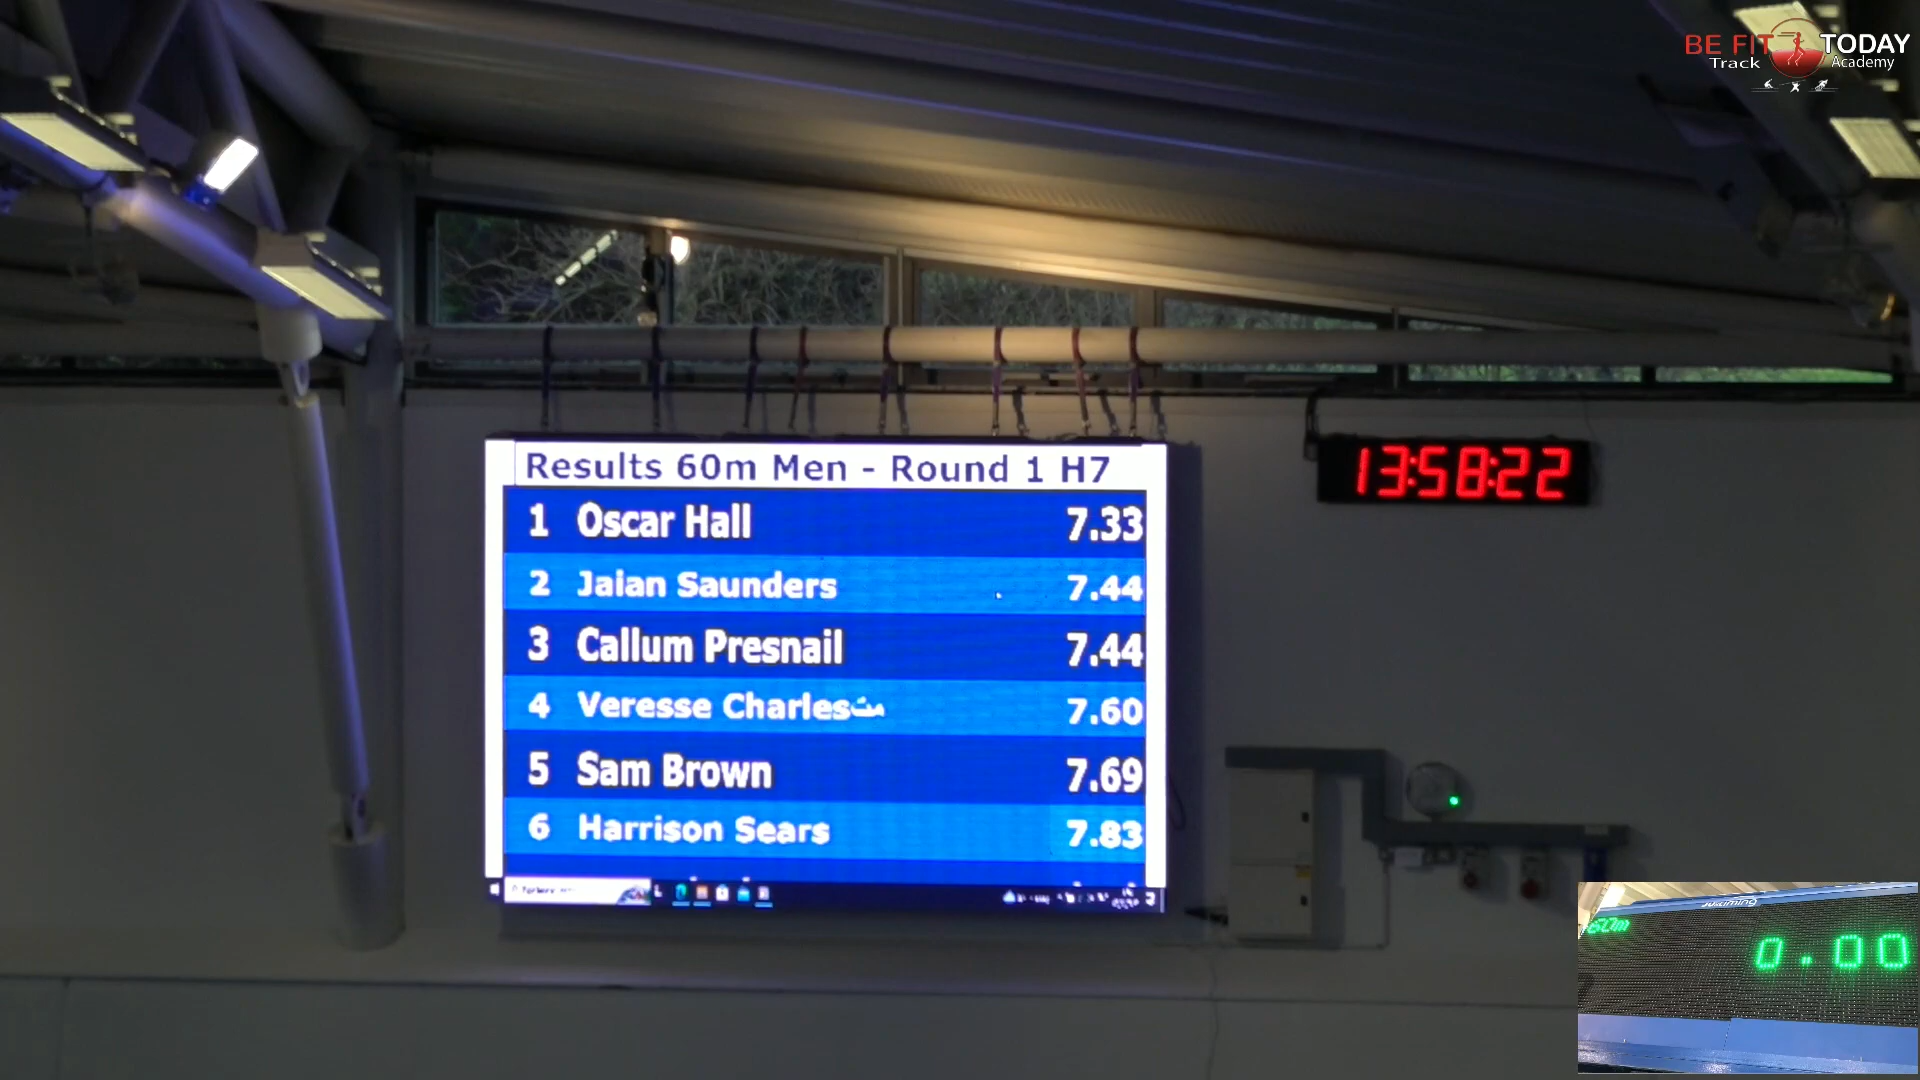 BE FIT TODAY
Track Academy
Results 60m Men - Round 1 H7
1 Oscar Hall 7.33
2 Jaian Saunders 7.44
3 Callum Presnail 7.44
4 Veresse Charles 7.60
5 Sam Brown 7.69
6 Harrison Sears 7.83
13:58:22
60m
0.00